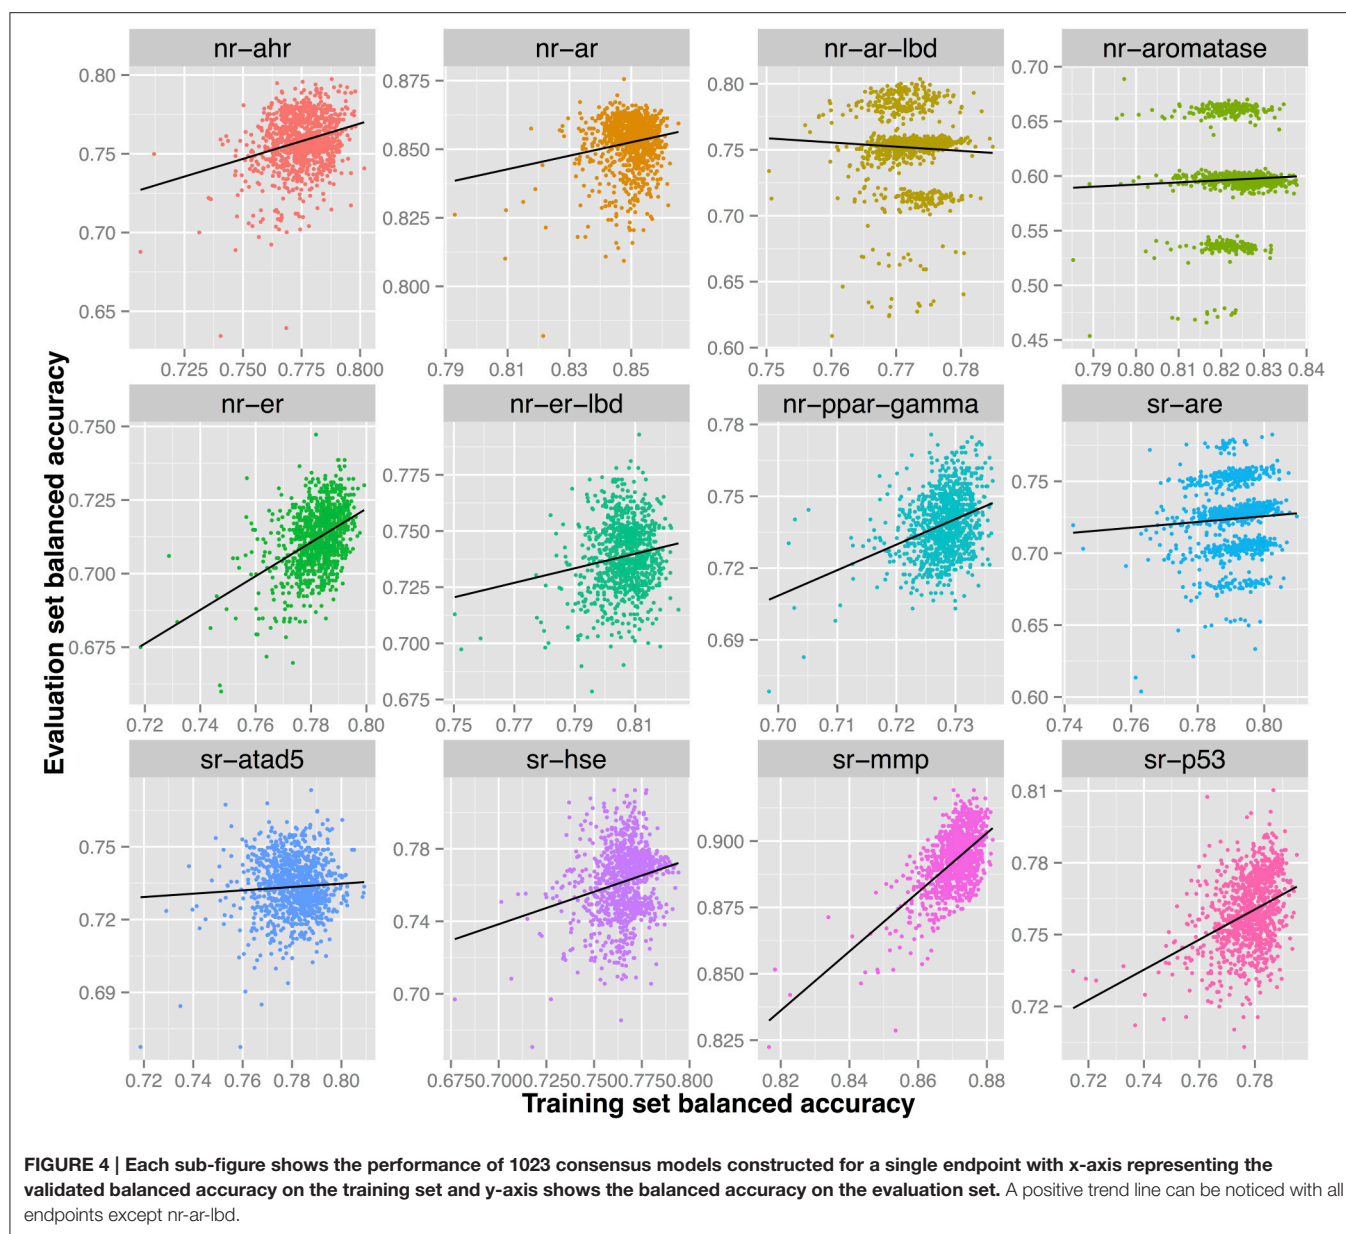 nr−ahr
nr−ar
nr−ar−lbd
nr−aromatase
0.80
0.75
0.70
0.65
0.725 0.750 0.775 0.800
0.875
0.850
0.825
0.800
0.79 0.81 0.83 0.85
0.80
0.75
0.70
0.65
0.60
0.75 0.76 0.77 0.78
0.70
0.65
0.60
0.55
0.50
0.45
0.79 0.80 0.81 0.82 0.83 0.84
nr−er
nr−er−lbd
nr−ppar−gamma
sr−are
0.750
0.725
0.700
0.675
0.72 0.74 0.76 0.78 0.80
0.775
0.750
0.725
0.700
0.675
0.75 0.77 0.79 0.81
0.78
0.75
0.72
0.69
0.70 0.71 0.72 0.73
0.75
0.70
0.65
0.60
0.74 0.76 0.78 0.80
sr−atad5
sr−hse
sr−mmp
sr−p53
0.75
0.72
0.69
0.72 0.74 0.76 0.78 0.80
0.78
0.74
0.70
0.6750 0.7000 0.7250 0.7500 0.7750 0.800
0.900
0.875
0.850
0.825
0.82 0.84 0.86 0.88
0.81
0.78
0.75
0.72
0.72 0.74 0.76 0.78
Evaluation set balanced accuracy
Training set balanced accuracy
FIGURE 4 | Each sub-figure shows the performance of 1023 consensus models constructed for a single endpoint with x-axis representing the
validated balanced accuracy on the training set and y-axis shows the balanced accuracy on the evaluation set. A positive trend line can be noticed with all
endpoints except nr-ar-lbd.